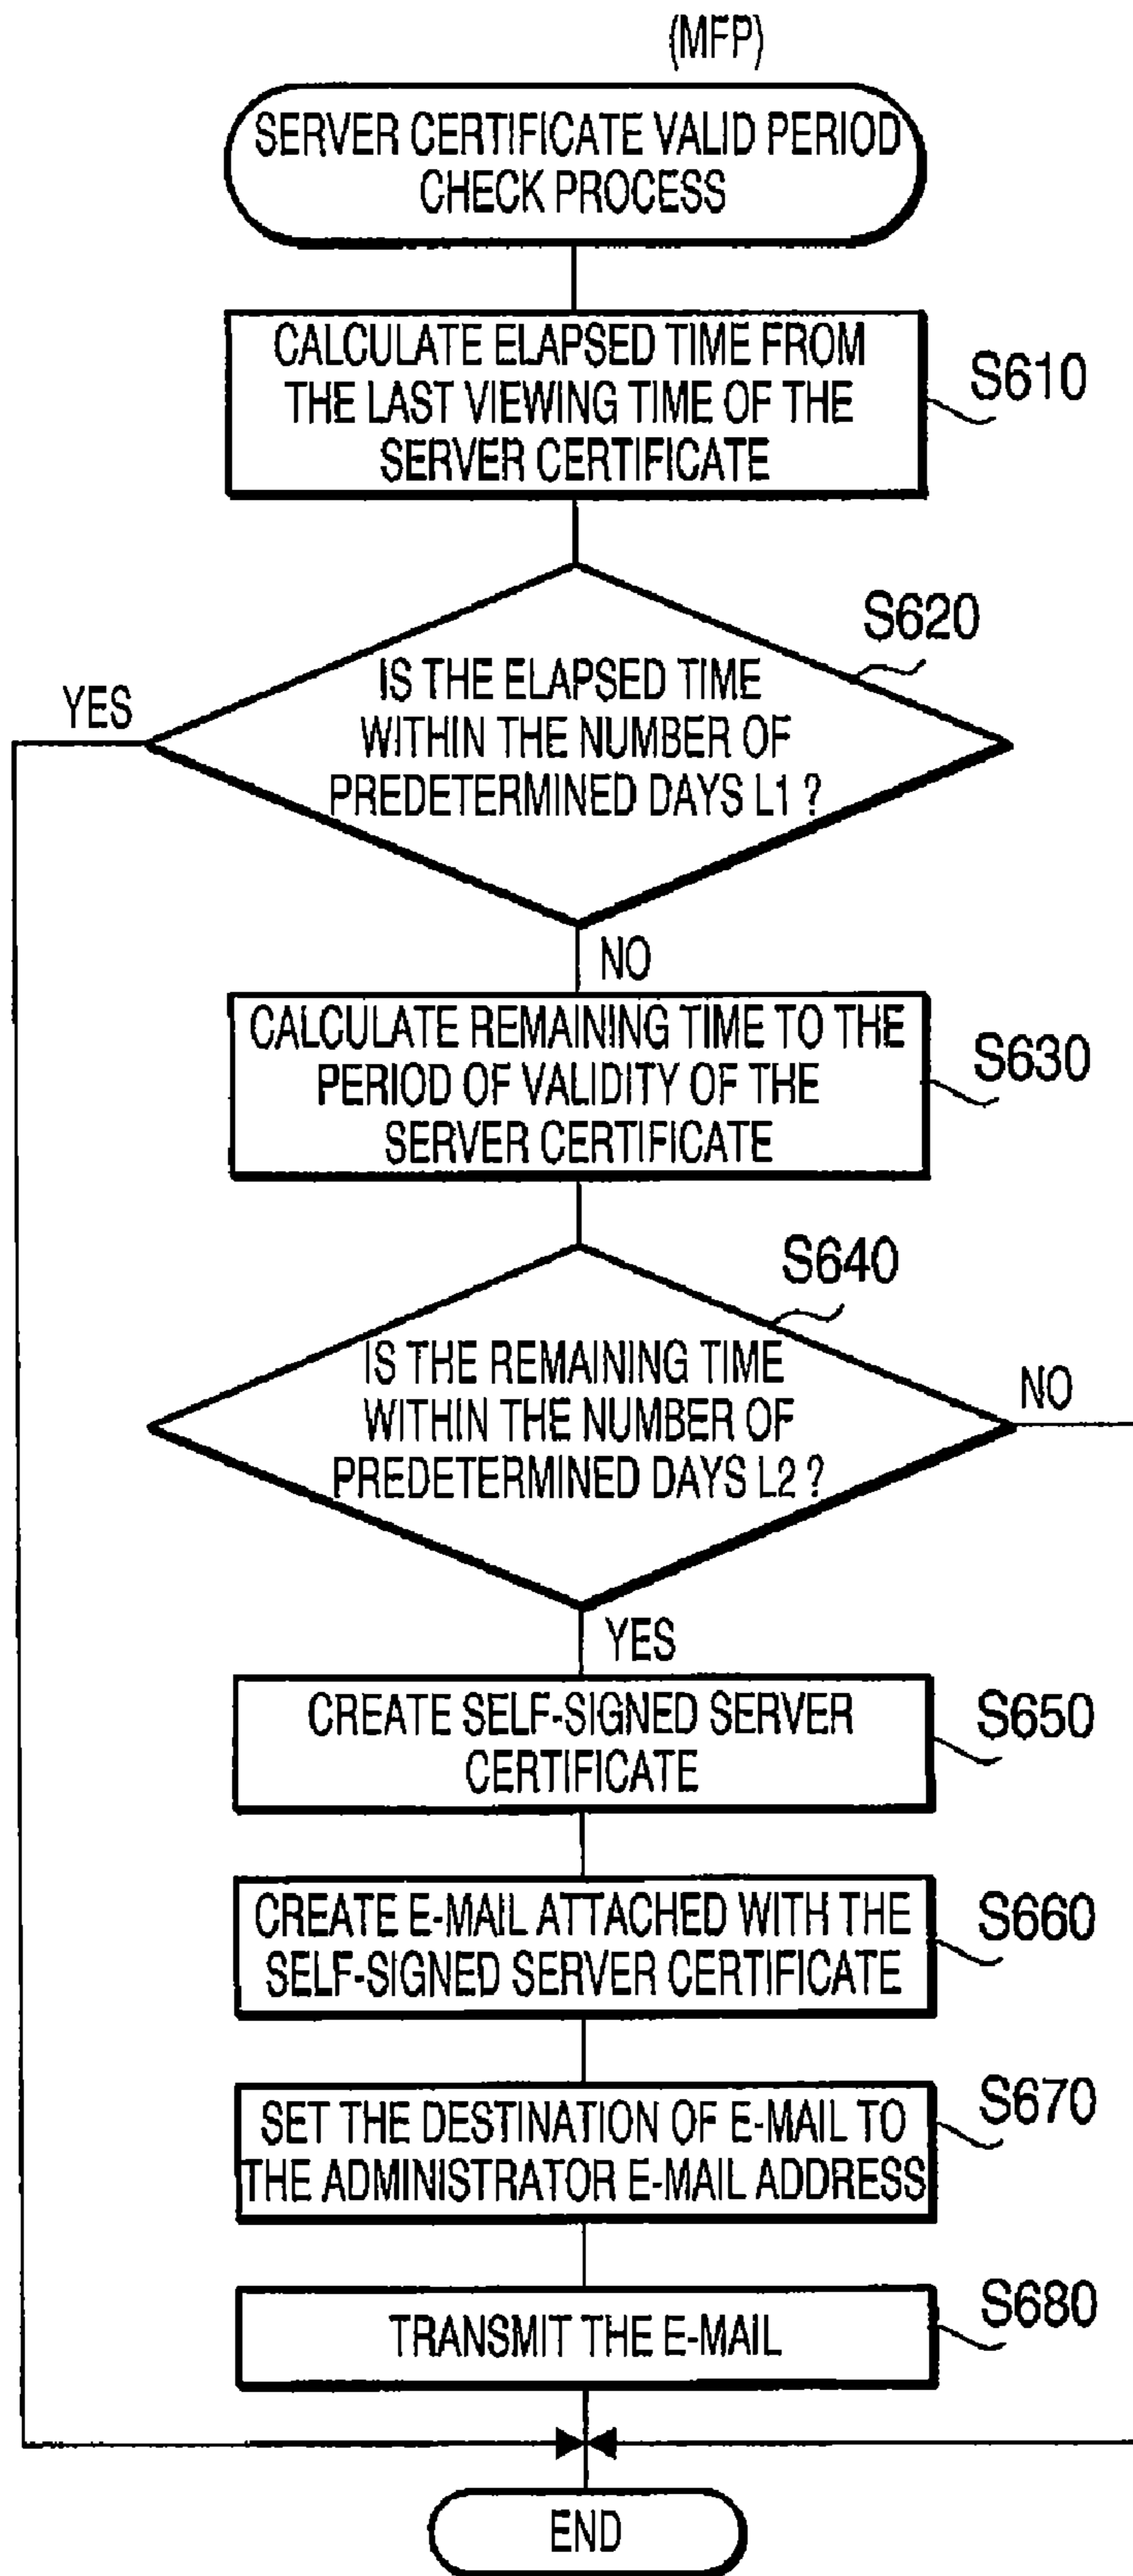 (MFP)
SERVER CERTIFICATE VALID PERIOD
CHECK PROCESS
CALCULATE ELAPSED TIME FROM
THE LAST VIEWING TIME OF THE
SERVER CERTIFICATE
S610
S620
IS THE ELAPSED TIME
WITHIN THE NUMBER OF
PREDETERMINED DAYS L1 ?
YES
NO
CALCULATE REMAINING TIME TO THE
PERIOD OF VALIDITY OF THE
SERVER CERTIFICATE
S630
S640
IS THE REMAINING TIME
WITHIN THE NUMBER OF
PREDETERMINED DAYS L2 ?
NO
YES
CREATE SELF-SIGNED SERVER
CERTIFICATE
S650
CREATE E-MAIL ATTACHED WITH THE
SELF-SIGNED SERVER CERTIFICATE
S660
SET THE DESTINATION OF E-MAIL TO
THE ADMINISTRATOR E-MAIL ADDRESS
S670
TRANSMIT THE E-MAIL
S680
END